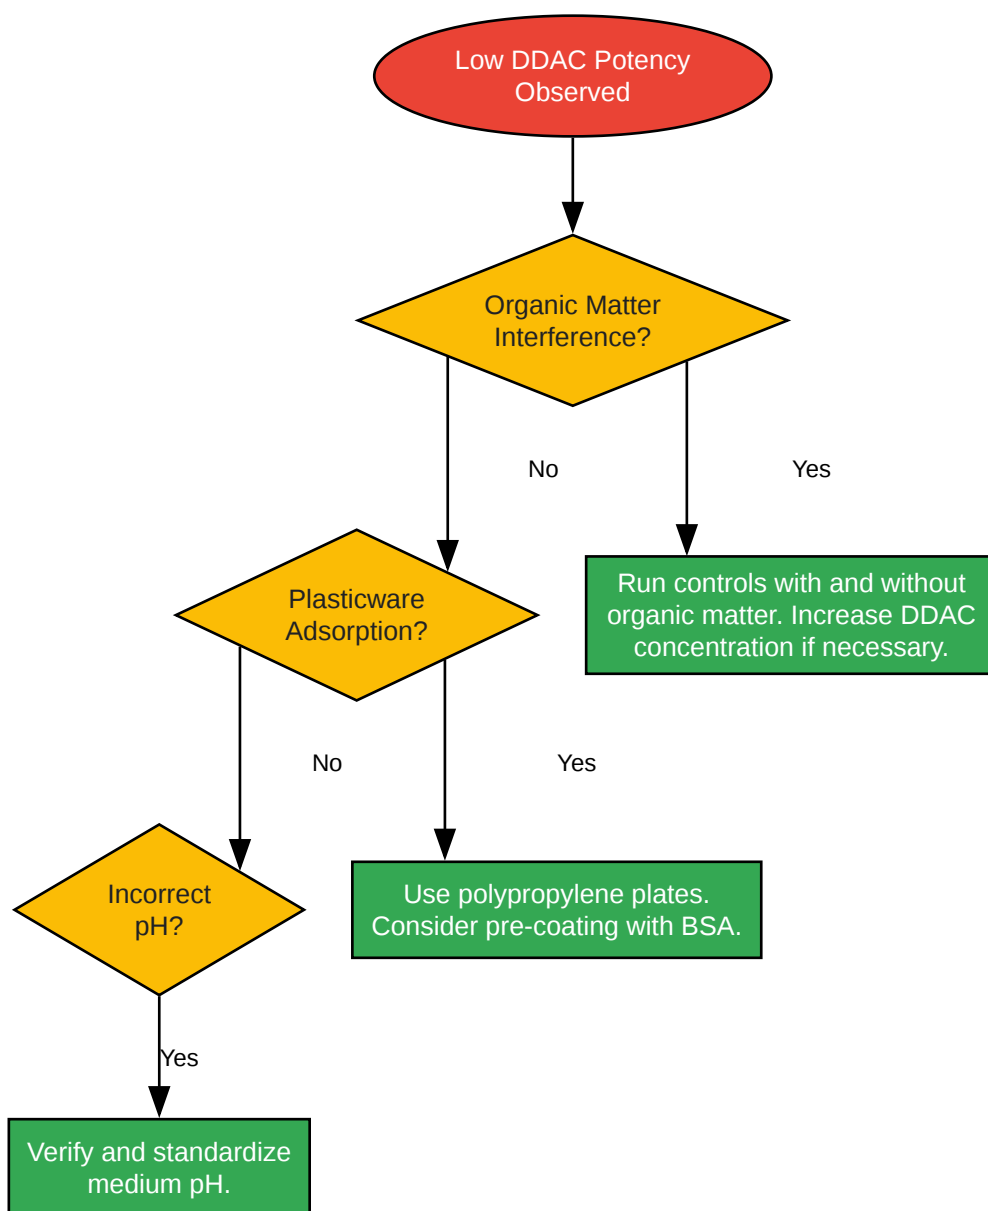 Low DDAC Potency
Observed
Organic Matter
Interference?
No
Yes
Plasticware
Adsorption?
Run controls with and without
organic matter. Increase DDAC
concentration if necessary.
No
Yes
Incorrect
pH?
Use polypropylene plates.
Consider pre-coating with BSA.
Yes
Verify and standardize
medium pH.